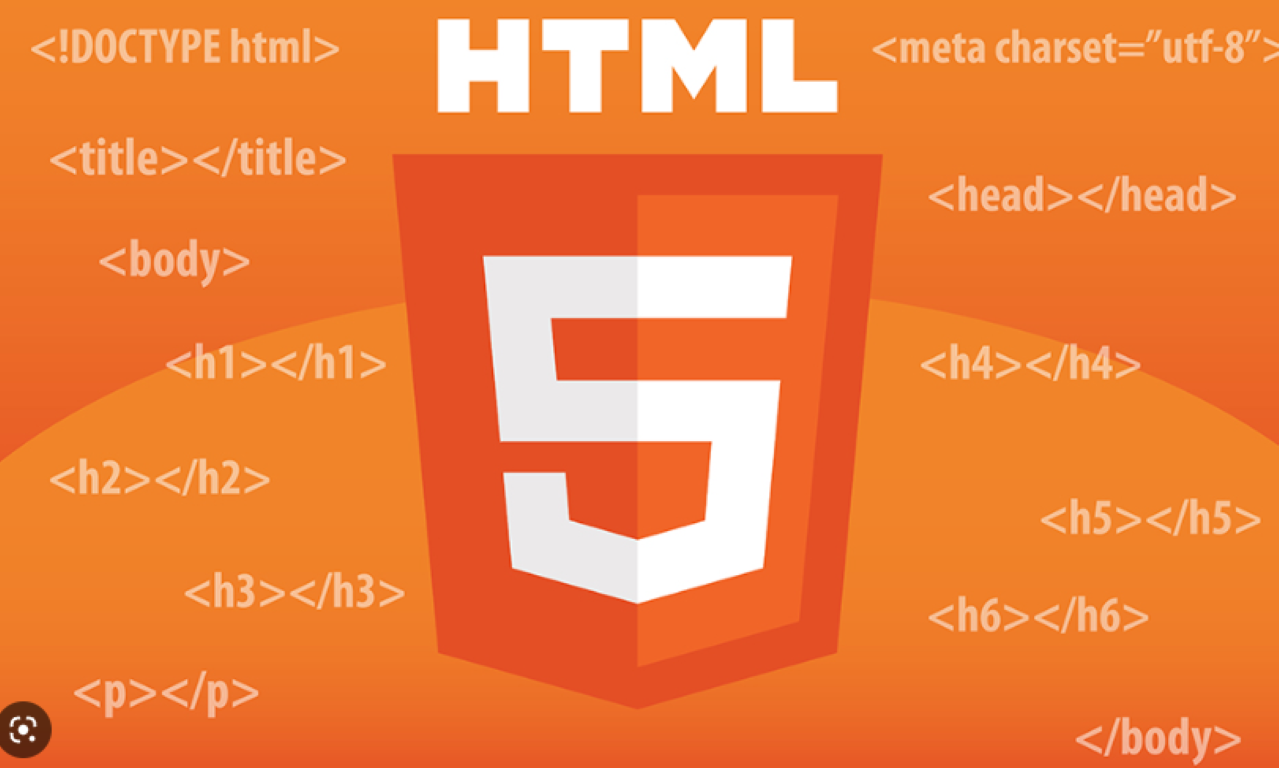 HTML
<!DOCTYPE html>
<meta charset=”utf-8”>
<title></title>
<head></head>
<body>
5
<h1></h1>
<h4></h4>
<h2></h2>
<h5></h5>
<h3></h3>
<h6></h6>
<p></p>
</body>